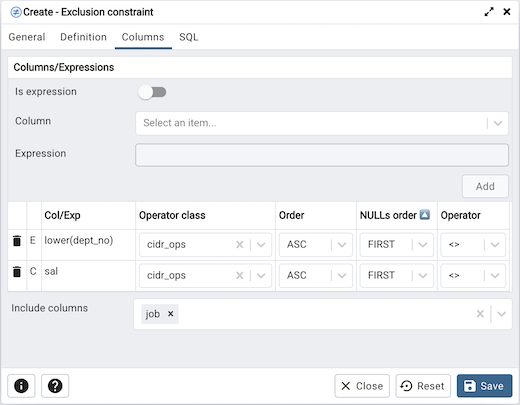 Create - Exclusion constraint
General Definition Columns SQL
Columns/Expressions
Is expression
Column Select an item...
Expression
Add
Col/Exp Operator class Order NULLs order Operator
E lower(dept_no) cidr_ops ASC FIRST <>
C sal cidr_ops ASC FIRST <>
Include columns job
Close Reset Save